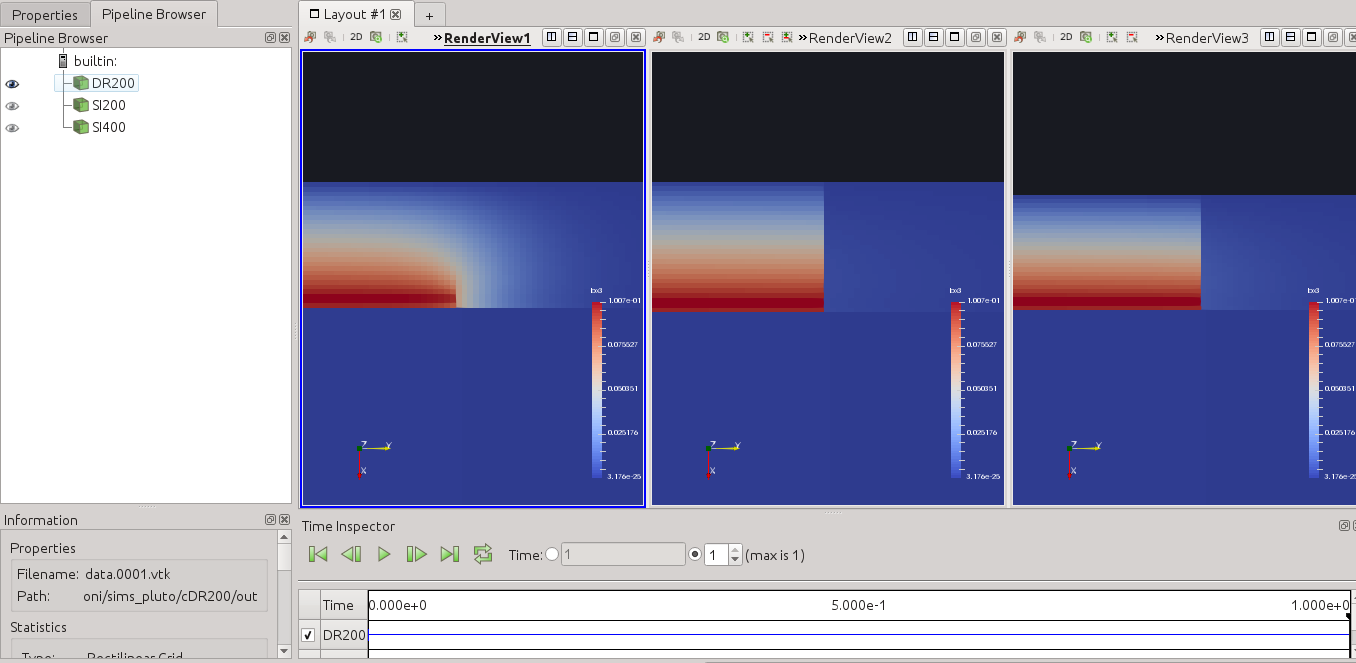 Properties
Pipeline Browser
Layout #1
+
Pipeline Browser
2D
»RenderView1
2D
»RenderView2
2D
»RenderView3
builtin:
DR200
SI200
SI400
bx3
1.007e-01
0.075527
0.050351
0.025176
3.176e-25
Z
Y
X
bx3
1.007e-01
0.075527
0.050351
0.025176
3.176e-25
Z
Y
X
bx3
1.007e-01
0.075527
0.050351
0.025176
3.176e-25
Z
Y
X
Information
Properties
Filename: data.0001.vtk
Path: oni/sims_pluto/cDR200/out
Statistics
Type: Rectilinear Grid
Time Inspector
Time: 1 1 (max is 1)
Time 0.000e+0 5.000e-1 1.000e+0
DR200